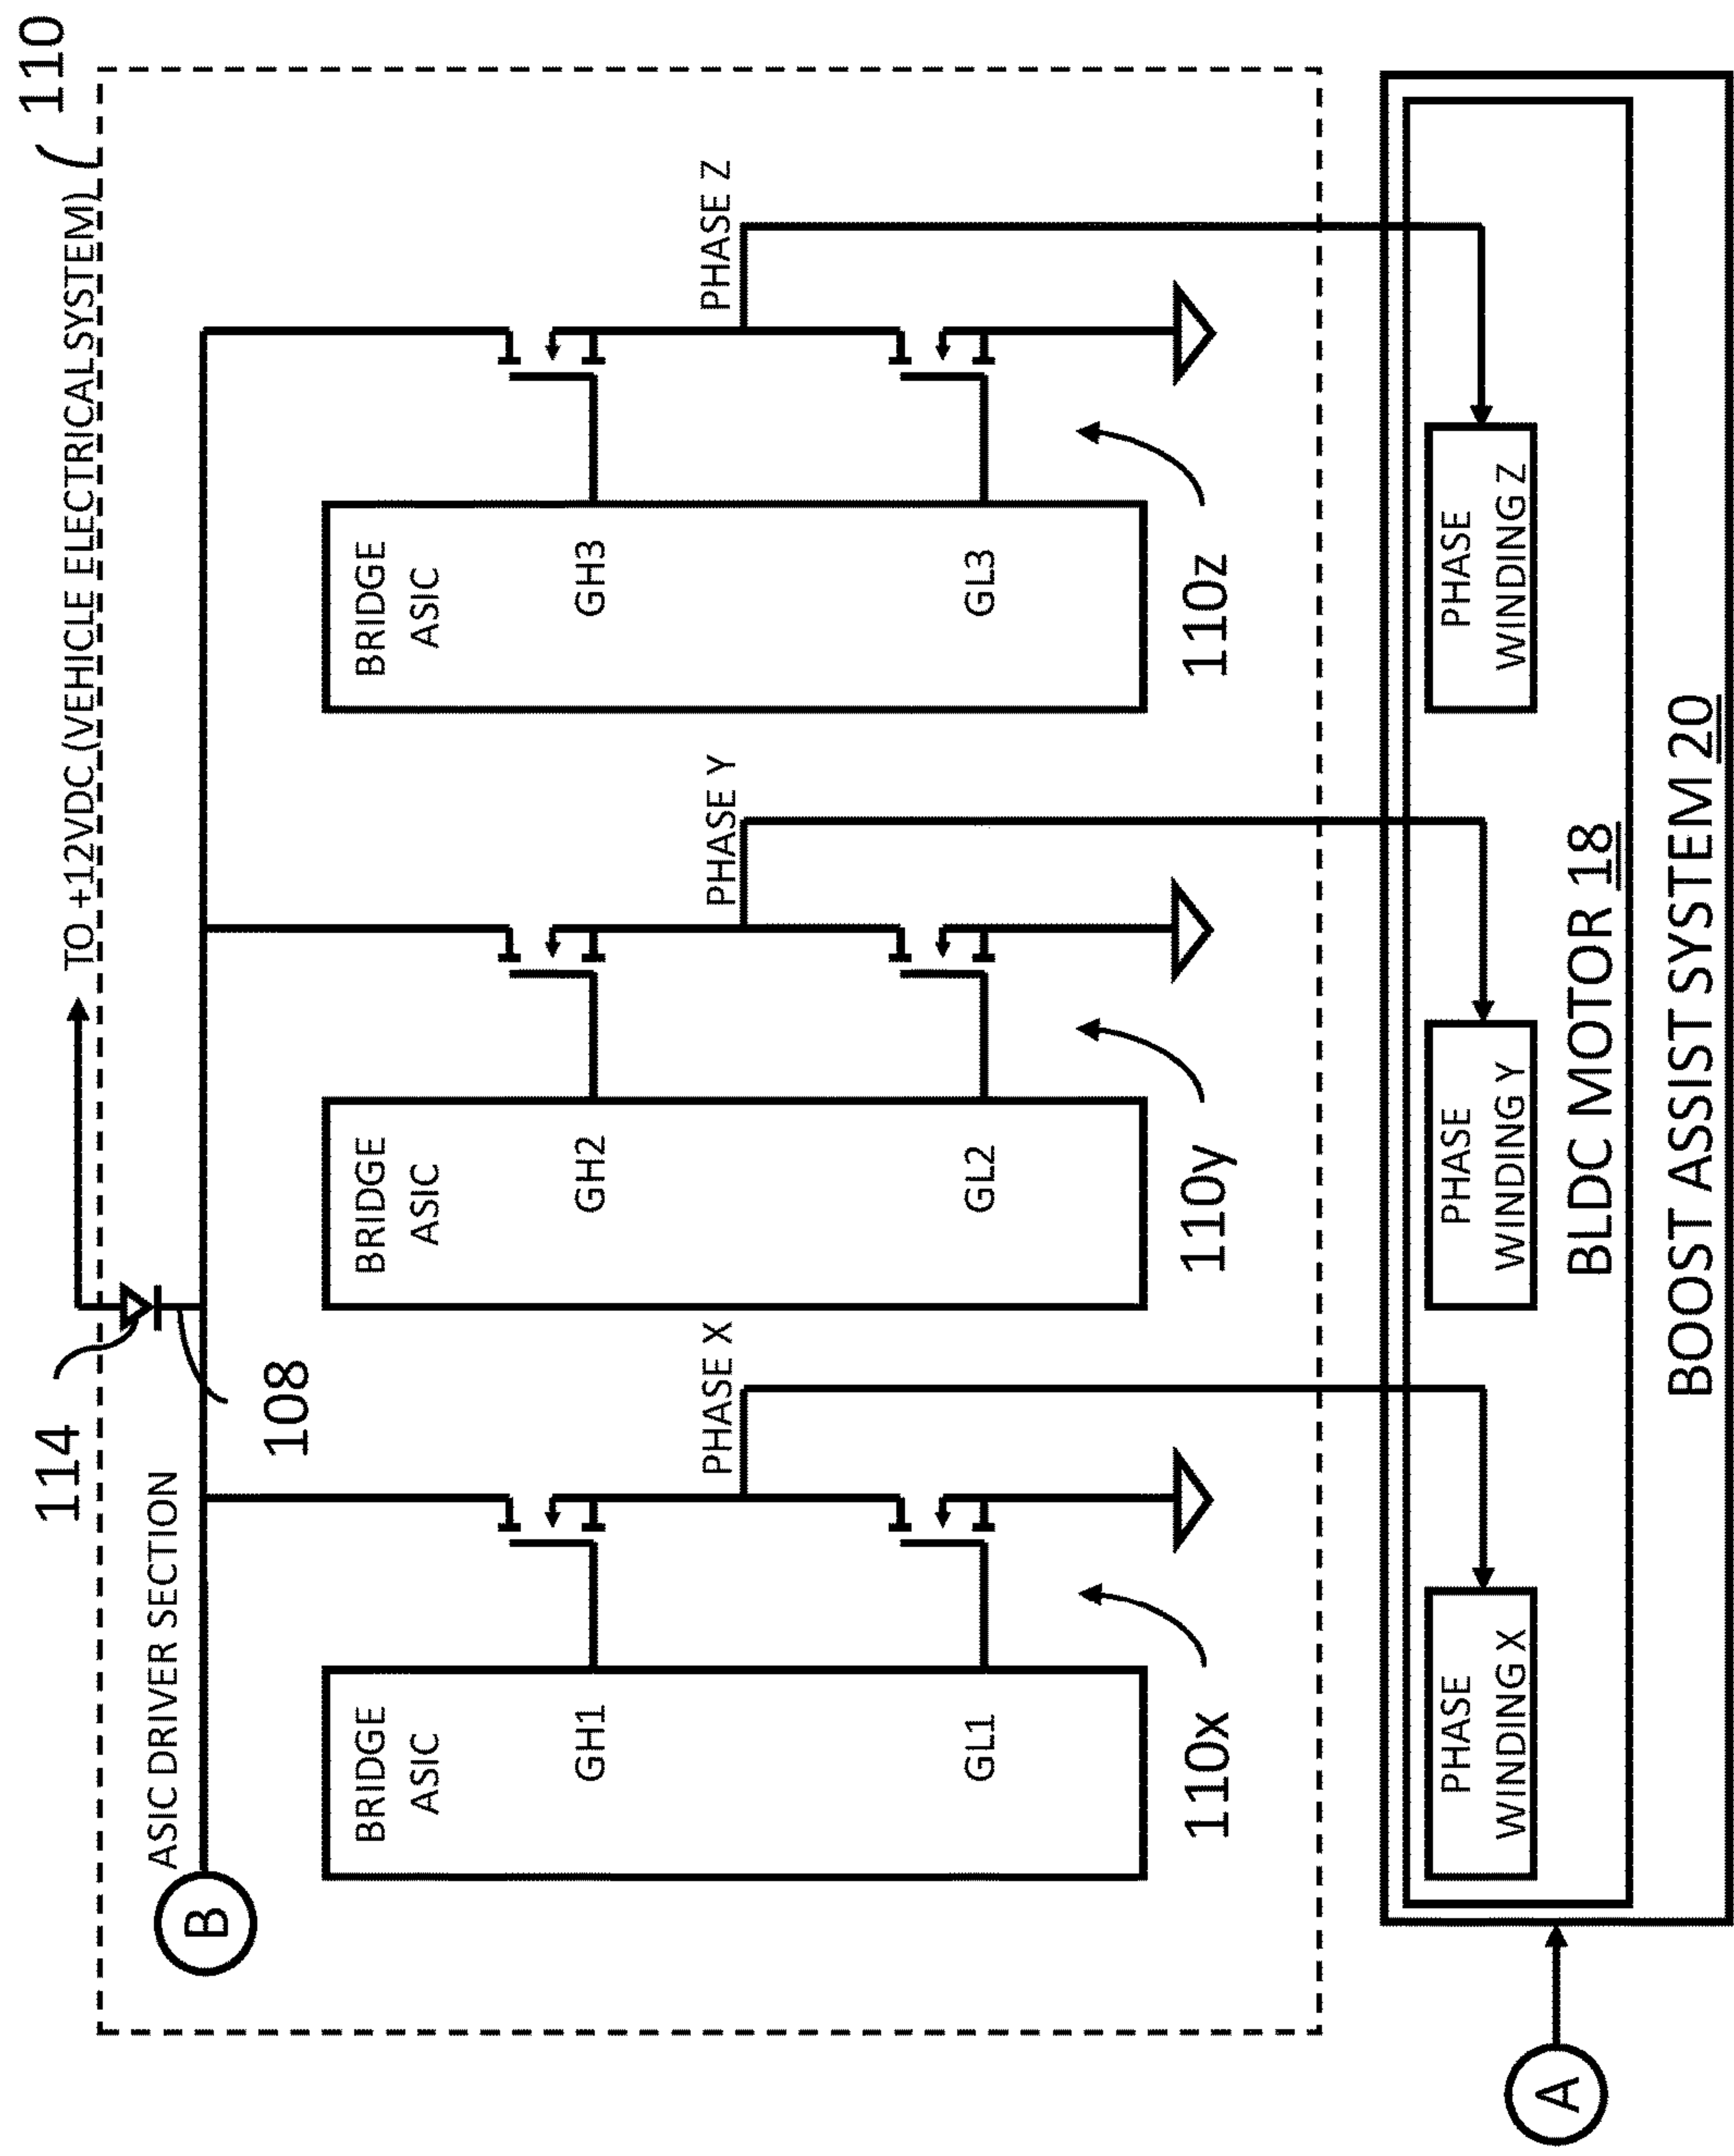 110
TO +12VDC (VEHICLE ELECTRICAL SYSTEM)
114
ASIC DRIVER SECTION
108
B
BRIDGE
ASIC
GH1
GL1
110x
PHASE X
BRIDGE
ASIC
GH2
GL2
110y
PHASE Y
BRIDGE
ASIC
GH3
GL3
110z
PHASE Z
A
PHASE
WINDING X
PHASE
WINDING Y
PHASE
WINDING Z
BLDC MOTOR 18
BOOST ASSIST SYSTEM 20